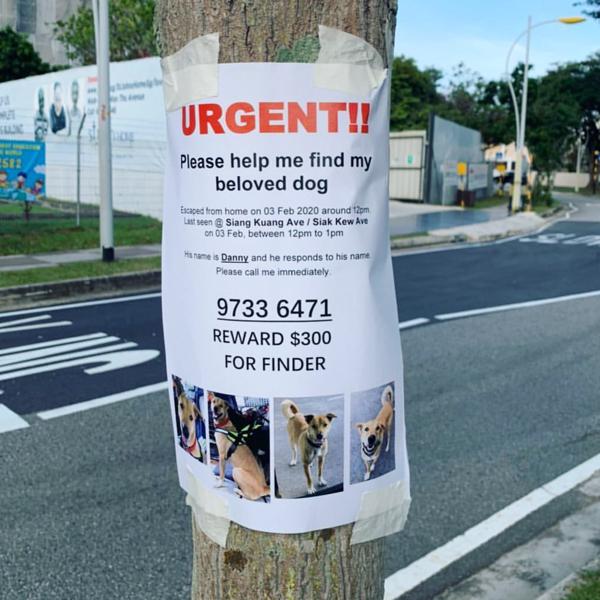 URGENT!!
Please help me find my
beloved dog
Escaped from home on 03 Feb 2020 around 12pm.
Last seen @ Siang Kuang Ave / Siak Kew Ave
on 03 Feb, between 12pm to 1pm
His name is Danny and he responds to his name.
Please call me immediately.
9733 6471
REWARD $300
FOR FINDER